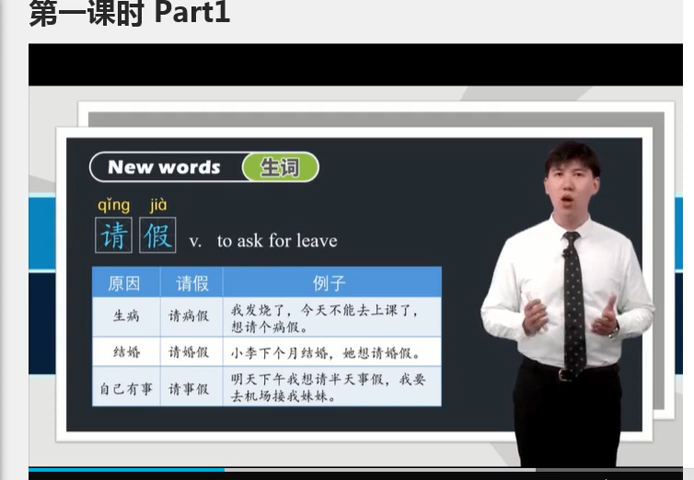 第一课时 Part1
New words 生词
qǐng jià
请 假 v. to ask for leave
原因 请假 例子
生病 请病假 我发烧了，今天不能去上课了，
想请个病假。
结婚 请婚假 小李下个月结婚，她想请婚假。
自己有事 请事假 明天下午我想请半天事假，我要
去机场接我妹妹。